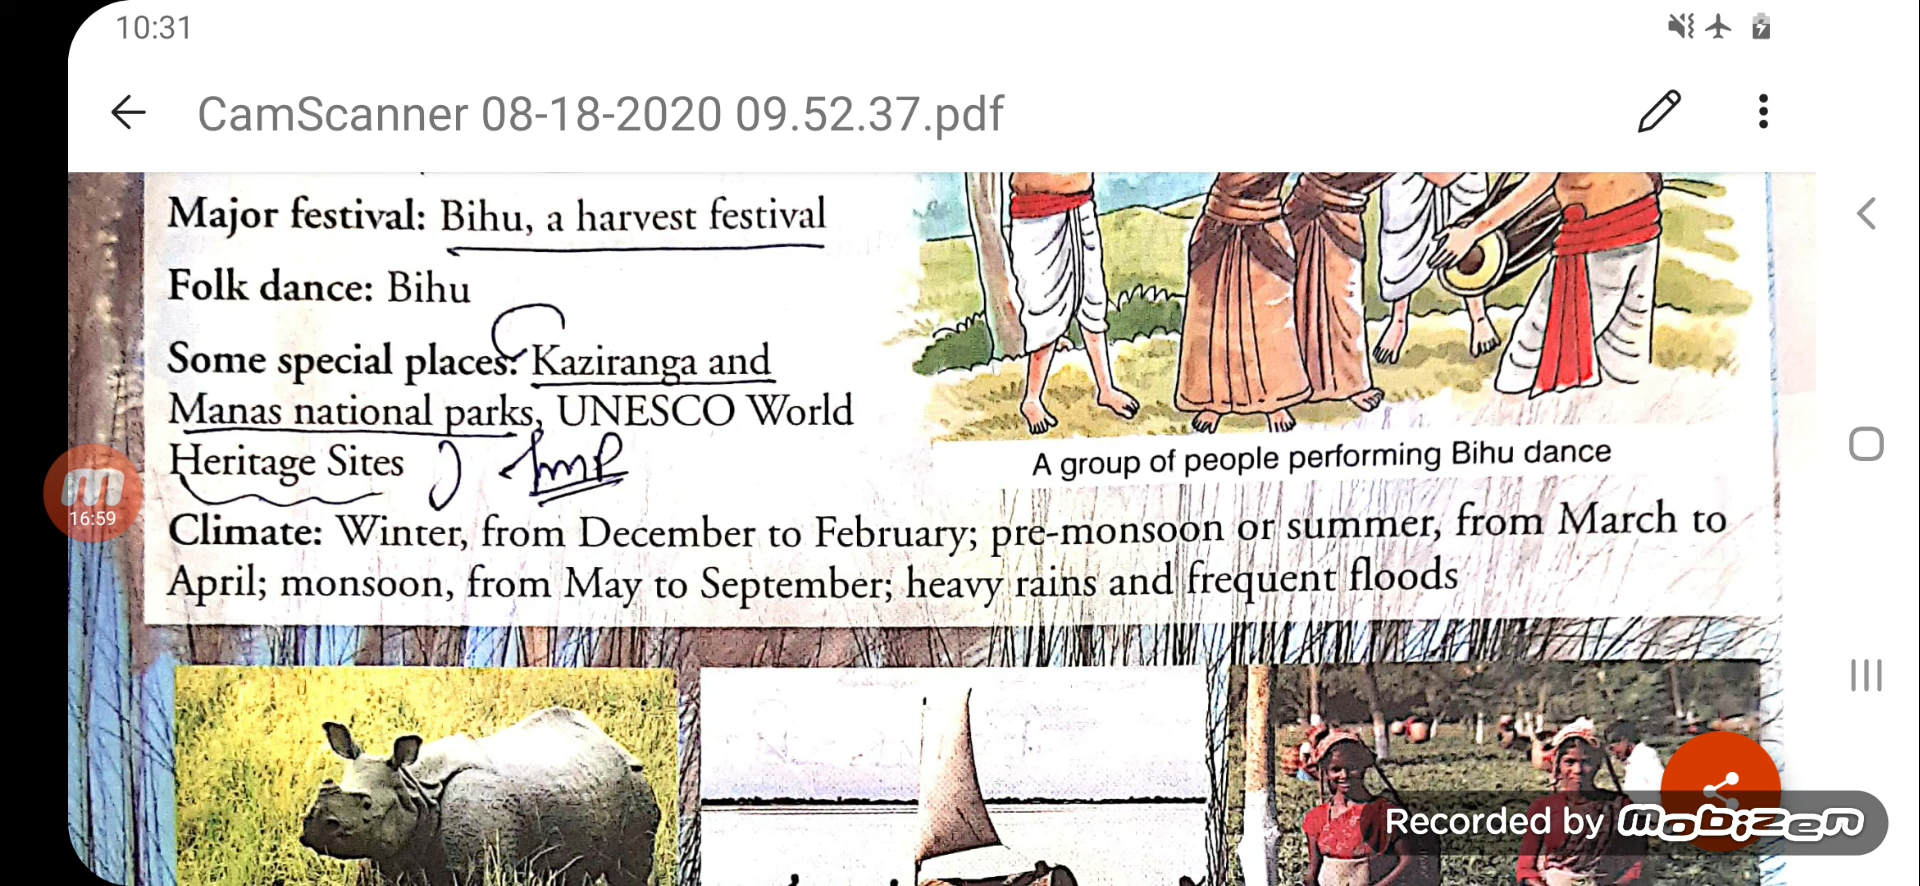 10:31
CamScanner 08-18-2020 09.52.37.pdf
Major festival: Bihu, a harvest festival
Folk dance: Bihu
Some special places: Kaziranga and
Manas national parks, UNESCO World
Heritage Sites
Imp
A group of people performing Bihu dance
Climate: Winter, from December to February; pre-monsoon or summer, from March to
April; monsoon, from May to September; heavy rains and frequent floods
16:59
Recorded by mobizen